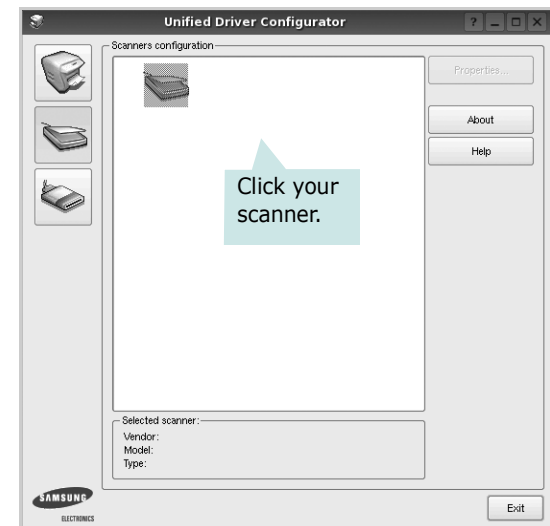 Unified Driver Configurator
Scanners configuration
Properties...
About
Help
Click your
scanner.
Selected scanner:
Vendor:
Model:
Type:
SAMSUNG
ELECTRONICS
Exit